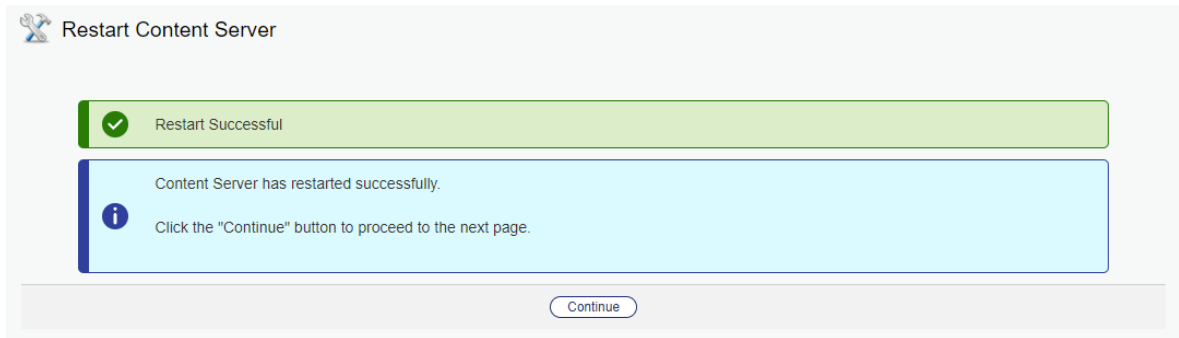 Restart Content Server
Restart Successful
Content Server has restarted successfully.
Click the "Continue" button to proceed to the next page.
Continue